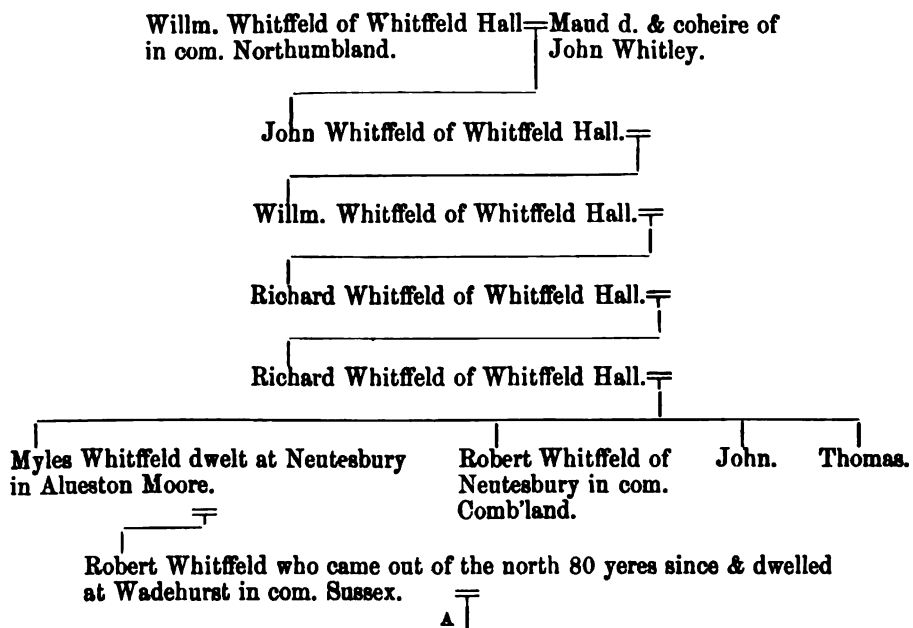 Willm. Whitffeld of Whitffeld Hall=Maud d. & coheire of
in com. Northumbland. John Whitley.
John Whitffeld of Whitffeld Hall.=
Willm. Whitffeld of Whitffeld Hall.=
Richard Whitffeld of Whitffeld Hall.=
Richard Whitffeld of Whitffeld Hall.=
Myles Whitffeld dwelt at Neutesbury
in Alueston Moore.
Robert Whitffeld of
Neutesbury in com.
Comb'land.
John.
Thomas.
Robert Whitffeld who came out of the north 80 yeres since & dwelled
at Wadehurst in com. Sussex. =
A